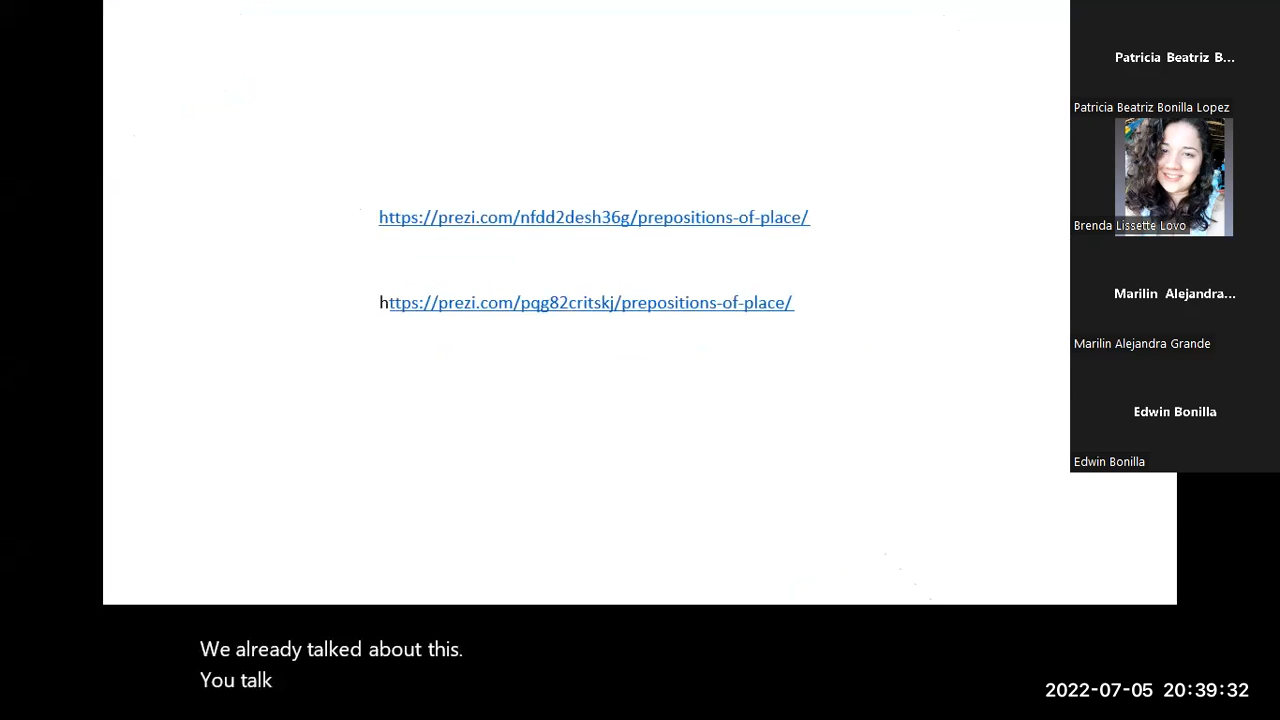 https://prezi.com/nfdd2desh36g/prepositions-of-place/
https://prezi.com/pqg82critskj/prepositions-of-place/
Patricia Beatriz B...
Patricia Beatriz Bonilla Lopez
Brenda Lissette Lovo
Marilin Alejandra...
Marilin Alejandra Grande
Edwin Bonilla
Edwin Bonilla
We already talked about this.
You talk
2022-07-05 20:39:32